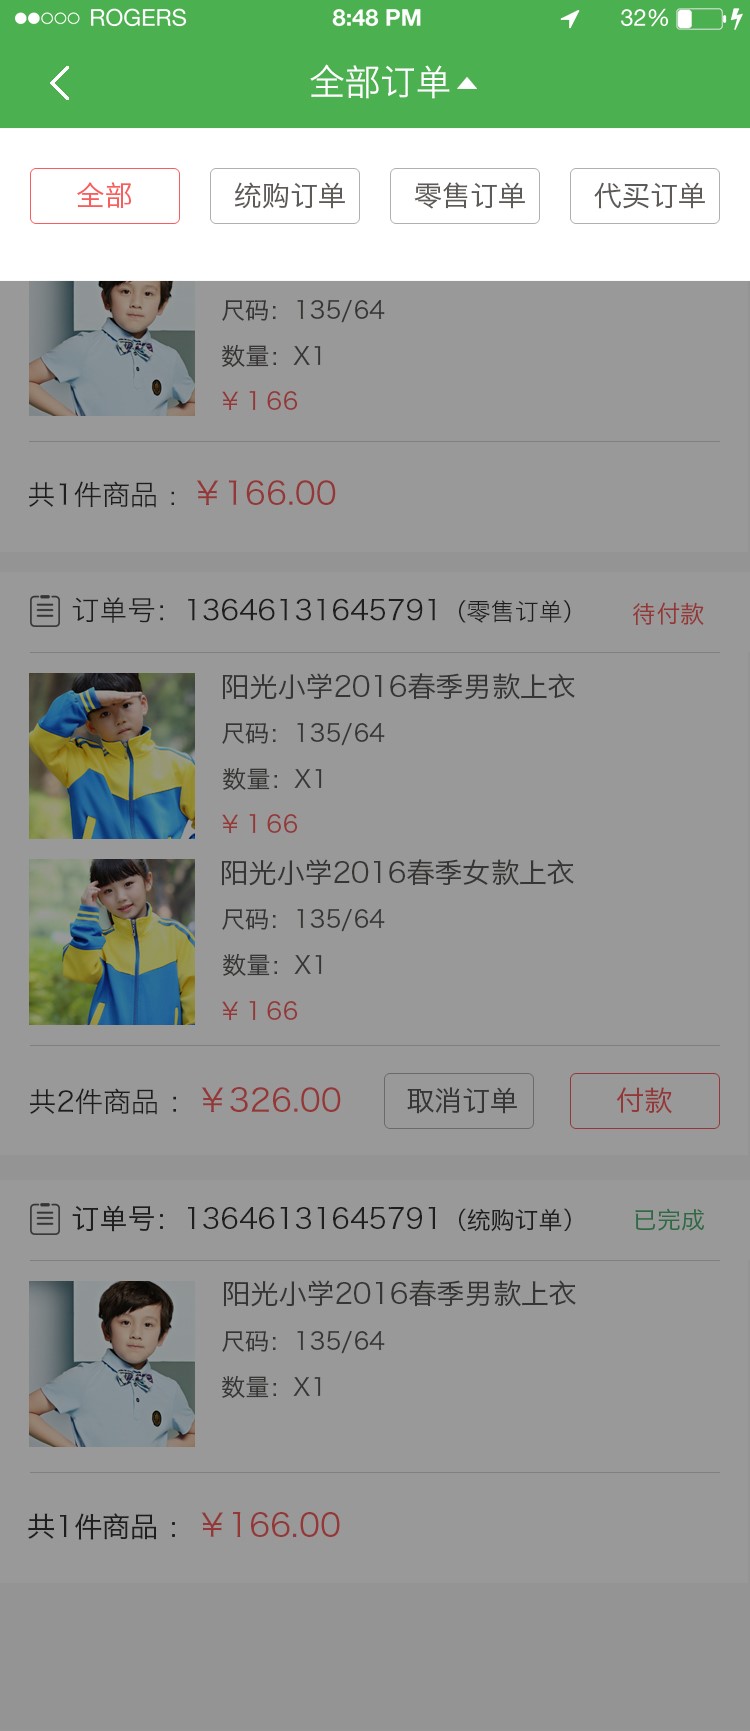 ROGERS 8:48 PM 32%
全部订单
全部 统购订单 零售订单 代买订单
尺码：135/64
数量：X1
￥166
共1件商品： ￥166.00
订单号：13646131645791（零售订单） 待付款
阳光小学2016春季男款上衣
尺码：135/64
数量：X1
￥166
阳光小学2016春季女款上衣
尺码：135/64
数量：X1
￥166
共2件商品： ￥326.00 取消订单 付款
订单号：13646131645791（统购订单） 已完成
阳光小学2016春季男款上衣
尺码：135/64
数量：X1
共1件商品： ￥166.00